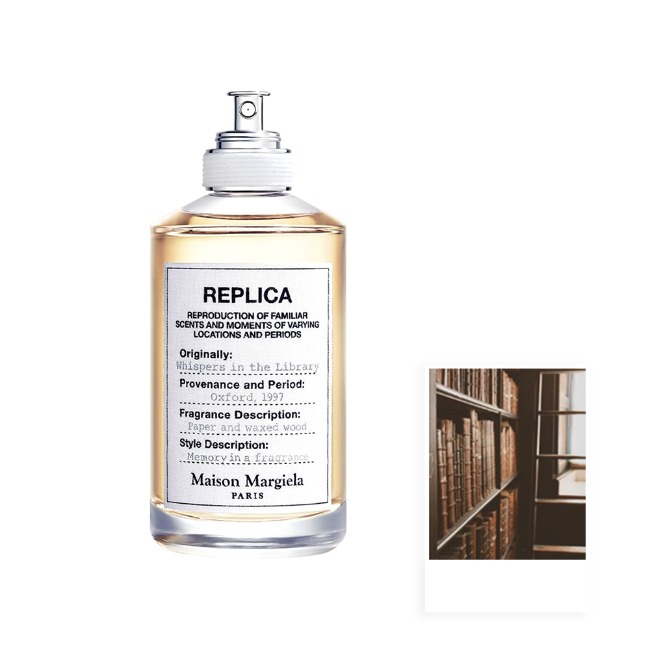 REPLICA
REPRODUCTION OF FAMILIAR
SCENTS AND MOMENTS OF VARYING
LOCATIONS AND PERIODS
Originally:
Whispers in the Library
Provenance and Period:
Oxford, 1997
Fragrance Description:
Paper and waxed wood
Style Description:
Memory in a fragrance
Maison Margiela
PARIS